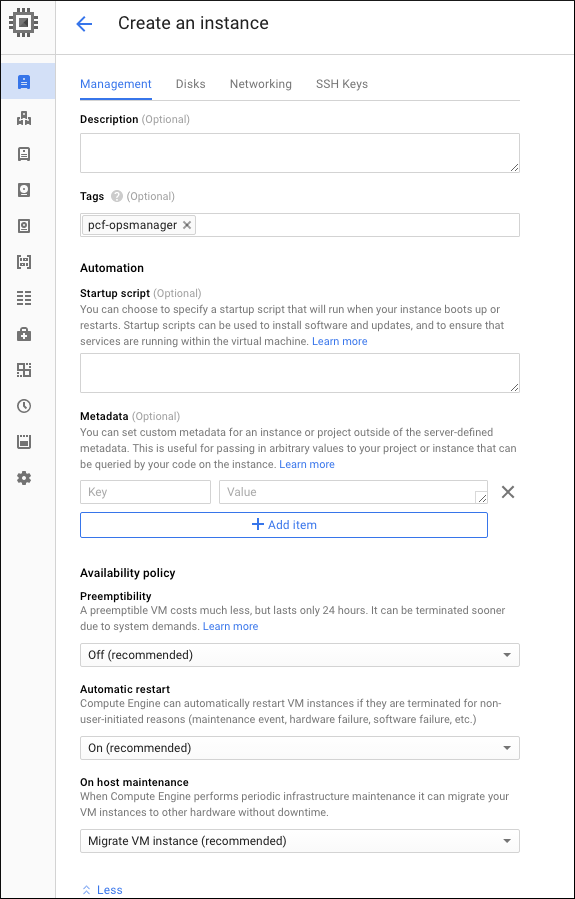 Create an instance
Management Disks Networking SSH Keys
Description (Optional)
Tags ? (Optional)
pcf-opsmanager ×
Automation
Startup script (Optional)
You can choose to specify a startup script that will run when your instance boots up or
restarts. Startup scripts can be used to install software and updates, and to ensure that
services are running within the virtual machine. Learn more
Metadata (Optional)
You can set custom metadata for an instance or project outside of the server-defined
metadata. This is useful for passing in arbitrary values to your project or instance that can
be queried by your code on the instance. Learn more
Key Value
+ Add item
Availability policy
Preemptibility
A preemptible VM costs much less, but lasts only 24 hours. It can be terminated sooner
due to system demands. Learn more
Off (recommended)
Automatic restart
Compute Engine can automatically restart VM instances if they are terminated for non-
user-initiated reasons (maintenance event, hardware failure, software failure, etc.)
On (recommended)
On host maintenance
When Compute Engine performs periodic infrastructure maintenance it can migrate your
VM instances to other hardware without downtime.
Migrate VM instance (recommended)
Less